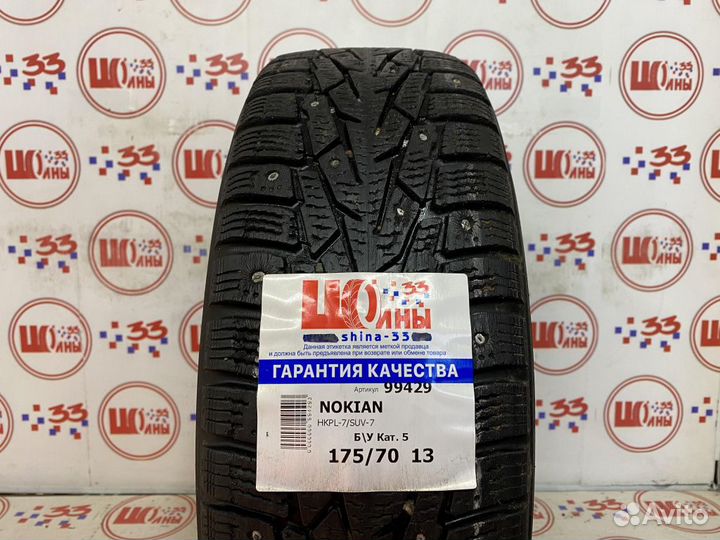 ШИНЫ 33
shina-33
Данная этикетка является меткой продавца
и должна быть предъявлена при возврате или обмене товара
ГАРАНТИЯ КАЧЕСТВА
Артикул 99429
NOKIAN
HKPL-7/SUV-7
Б\У Кат. 5
175/70 13
Avito